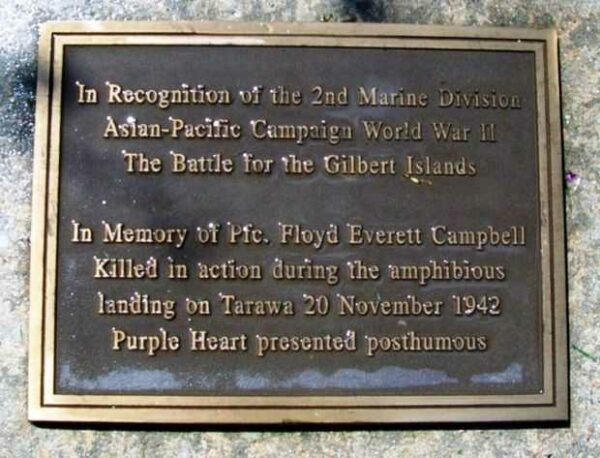 In Recognition of the 2nd Marine Division
Asian-Pacific Campaign World War II
The Battle for the Gilbert Islands
In Memory of Pfc. Floyd Everett Campbell
Killed in action during the amphibious
landing on Tarawa 20 November 1942
Purple Heart presented posthumous